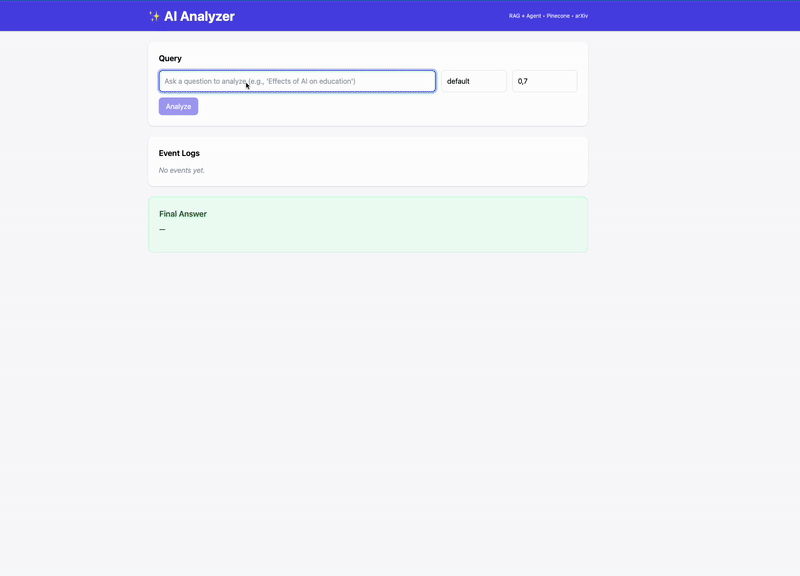 ✨ AI Analyzer
RAG + Agent • Pinecone • arXiv
Query
Ask a question to analyze (e.g., 'Effects of AI on education')
default
0,7
Analyze
Event Logs
No events yet.
Final Answer
—